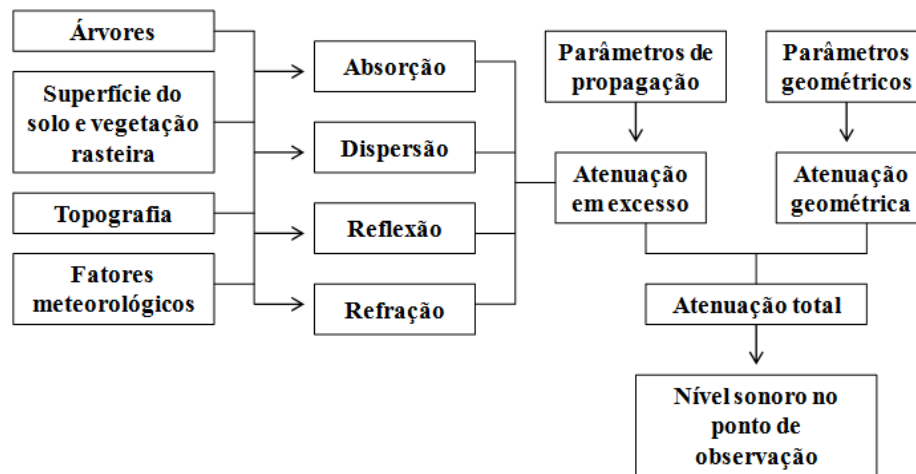 Árvores
Superfície do
solo e vegetação
rasteira
Topografia
Fatores
meteorológicos
Absorção
Dispersão
Reflexão
Refração
Parâmetros de
propagação
Atenuação
em excesso
Parâmetros
geométricos
Atenuação
geométrica
Atenuação total
Nível sonoro no
ponto de
observação